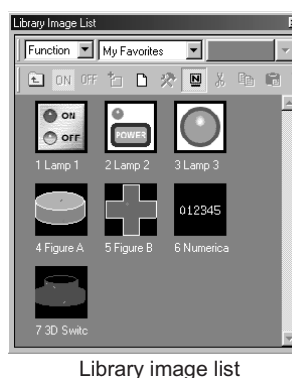 Library Image List
Function My Favorites
ON OFF N
ON
OFF
POWER
1 Lamp 1 2 Lamp 2 3 Lamp 3
012345
4 Figure A 5 Figure B 6 Numerica
7 3D Switc
Library image list